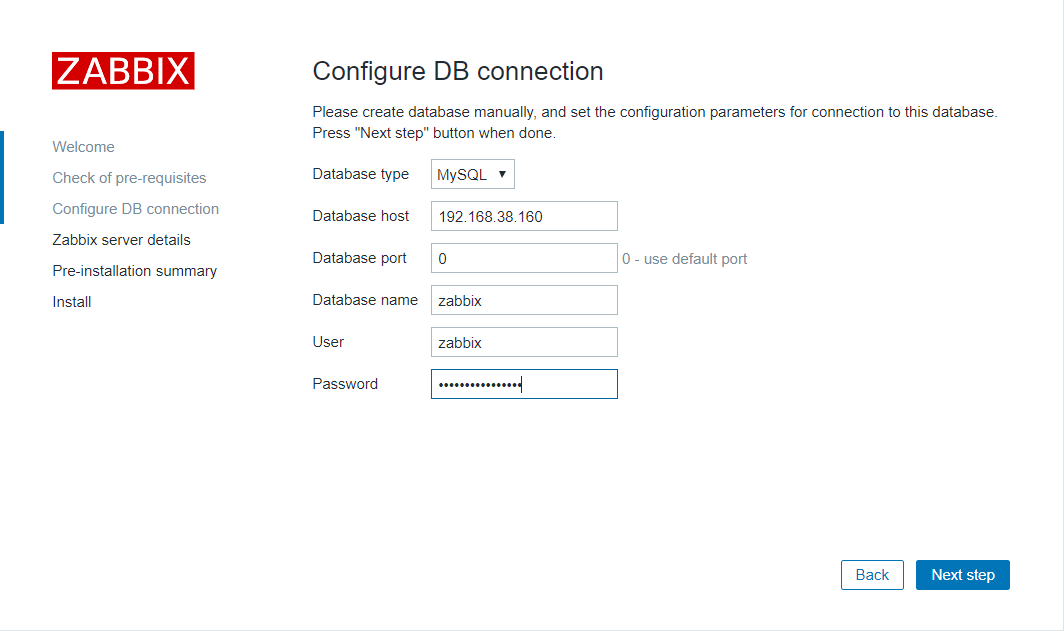 ZABBIX
Welcome
Check of pre-requisites
Configure DB connection
Zabbix server details
Pre-installation summary
Install
Configure DB connection
Please create database manually, and set the configuration parameters for connection to this database.
Press "Next step" button when done.
Database type MySQL ▼
Database host 192.168.38.160
Database port 0 0 - use default port
Database name zabbix
User zabbix
Password ••••••••••••••••
Back Next step